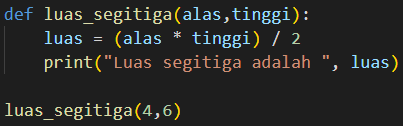 def luas_segitiga(alas,tinggi):
    luas = (alas * tinggi) / 2
    print("Luas segitiga adalah ", luas)

luas_segitiga(4,6)